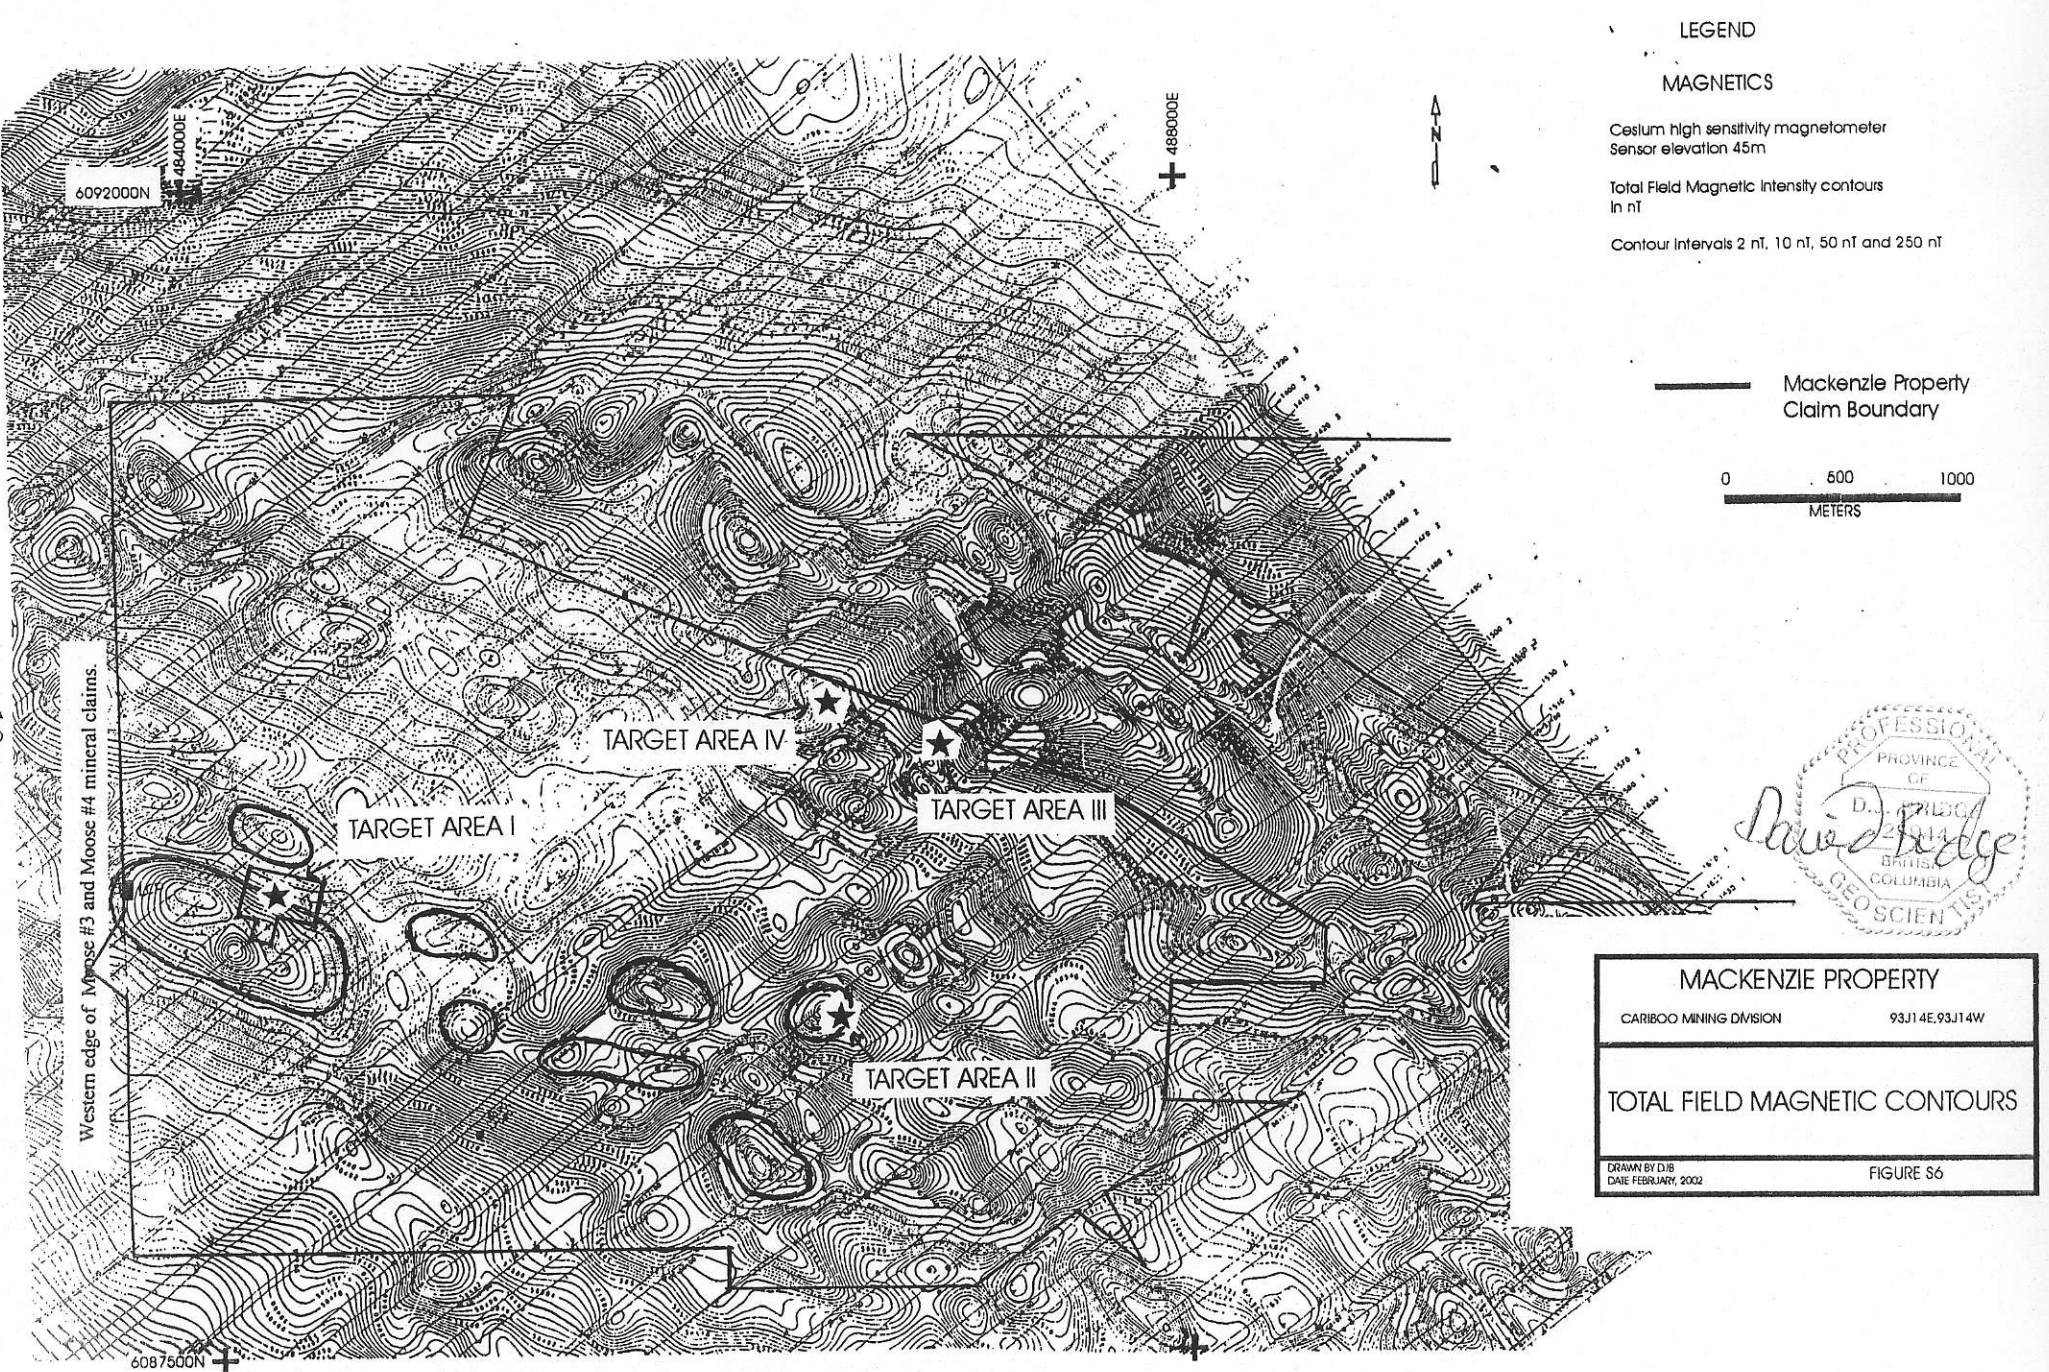 LEGEND
MAGNETICS
Cesium high sensitivity magnetometer
Sensor elevation 45m
Total Field Magnetic Intensity contours
in nT
Contour Intervals 2 nT, 10 nT, 50 nT and 250 nT
484000E
488000E
N
6092000N
Mackenzie Property
Claim Boundary
0 500 1000
METERS
Western edge of Moose #3 and Moose #4 mineral claims.
TARGET AREA IV
TARGET AREA III
TARGET AREA I
TARGET AREA II
PROFESSIONAL
PROVINCE
OF
BRITISH
COLUMBIA
GEOSCIENTIST
David Bridge
MACKENZIE PROPERTY
CARIBOO MINING DIVISION 93J14E,93J14W
TOTAL FIELD MAGNETIC CONTOURS
DRAWN BY DJB
DATE FEBRUARY, 2002
FIGURE S6
6087500N